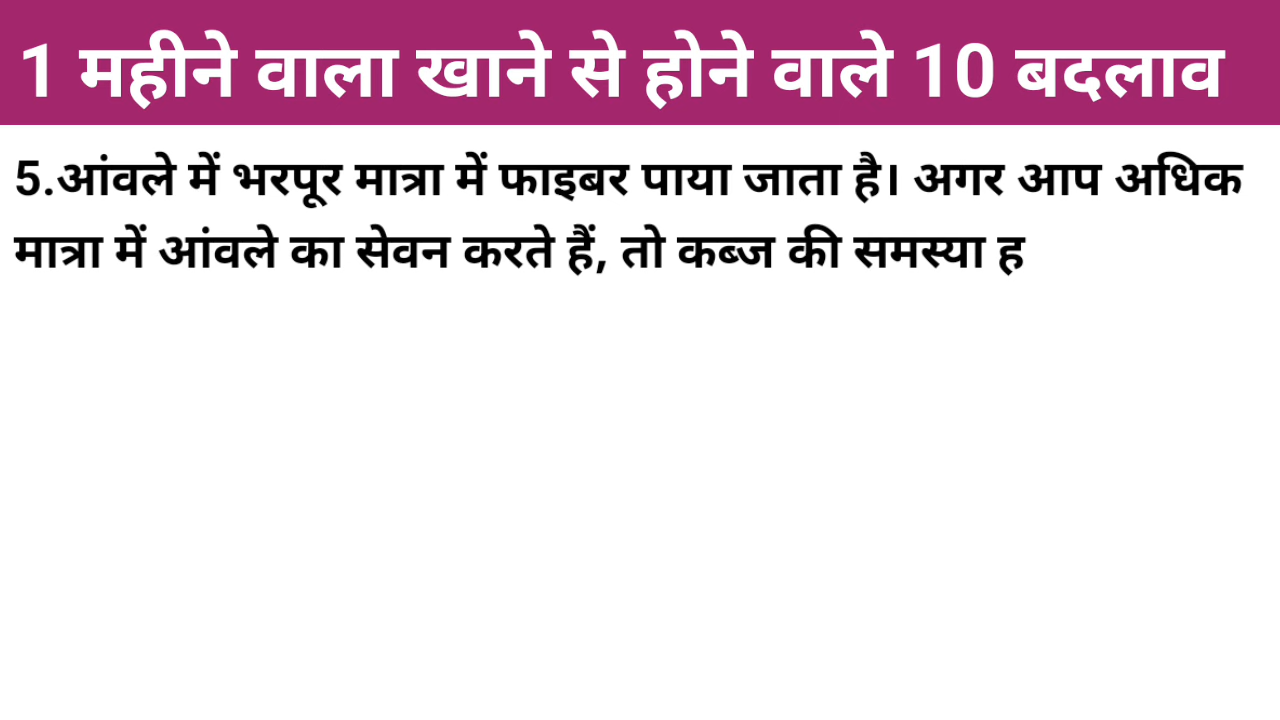 1 महीने वाला खाने से होने वाले 10 बदलाव
5.आंवले में भरपूर मात्रा में फाइबर पाया जाता है। अगर आप अधिक
मात्रा में आंवले का सेवन करते हैं, तो कब्ज की समस्या ह